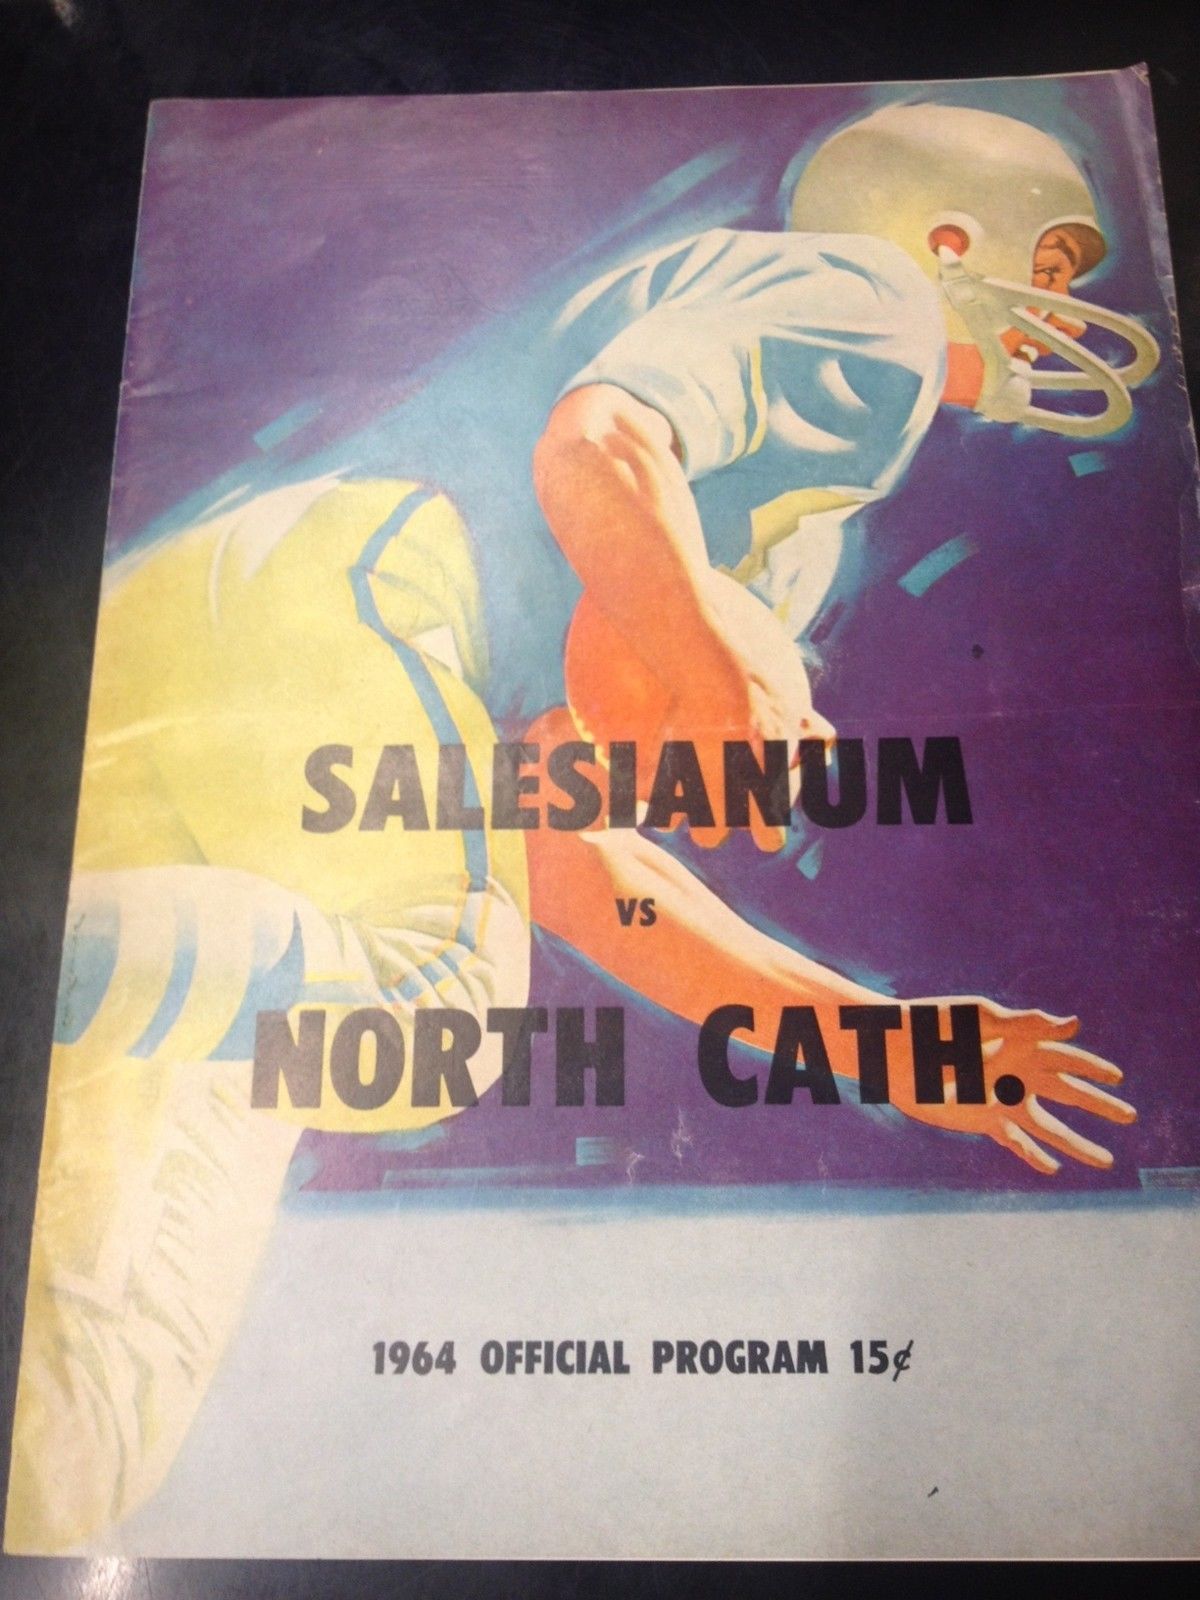 SALESIANUM
VS
NORTH CATH.
1964 OFFICIAL PROGRAM 15¢